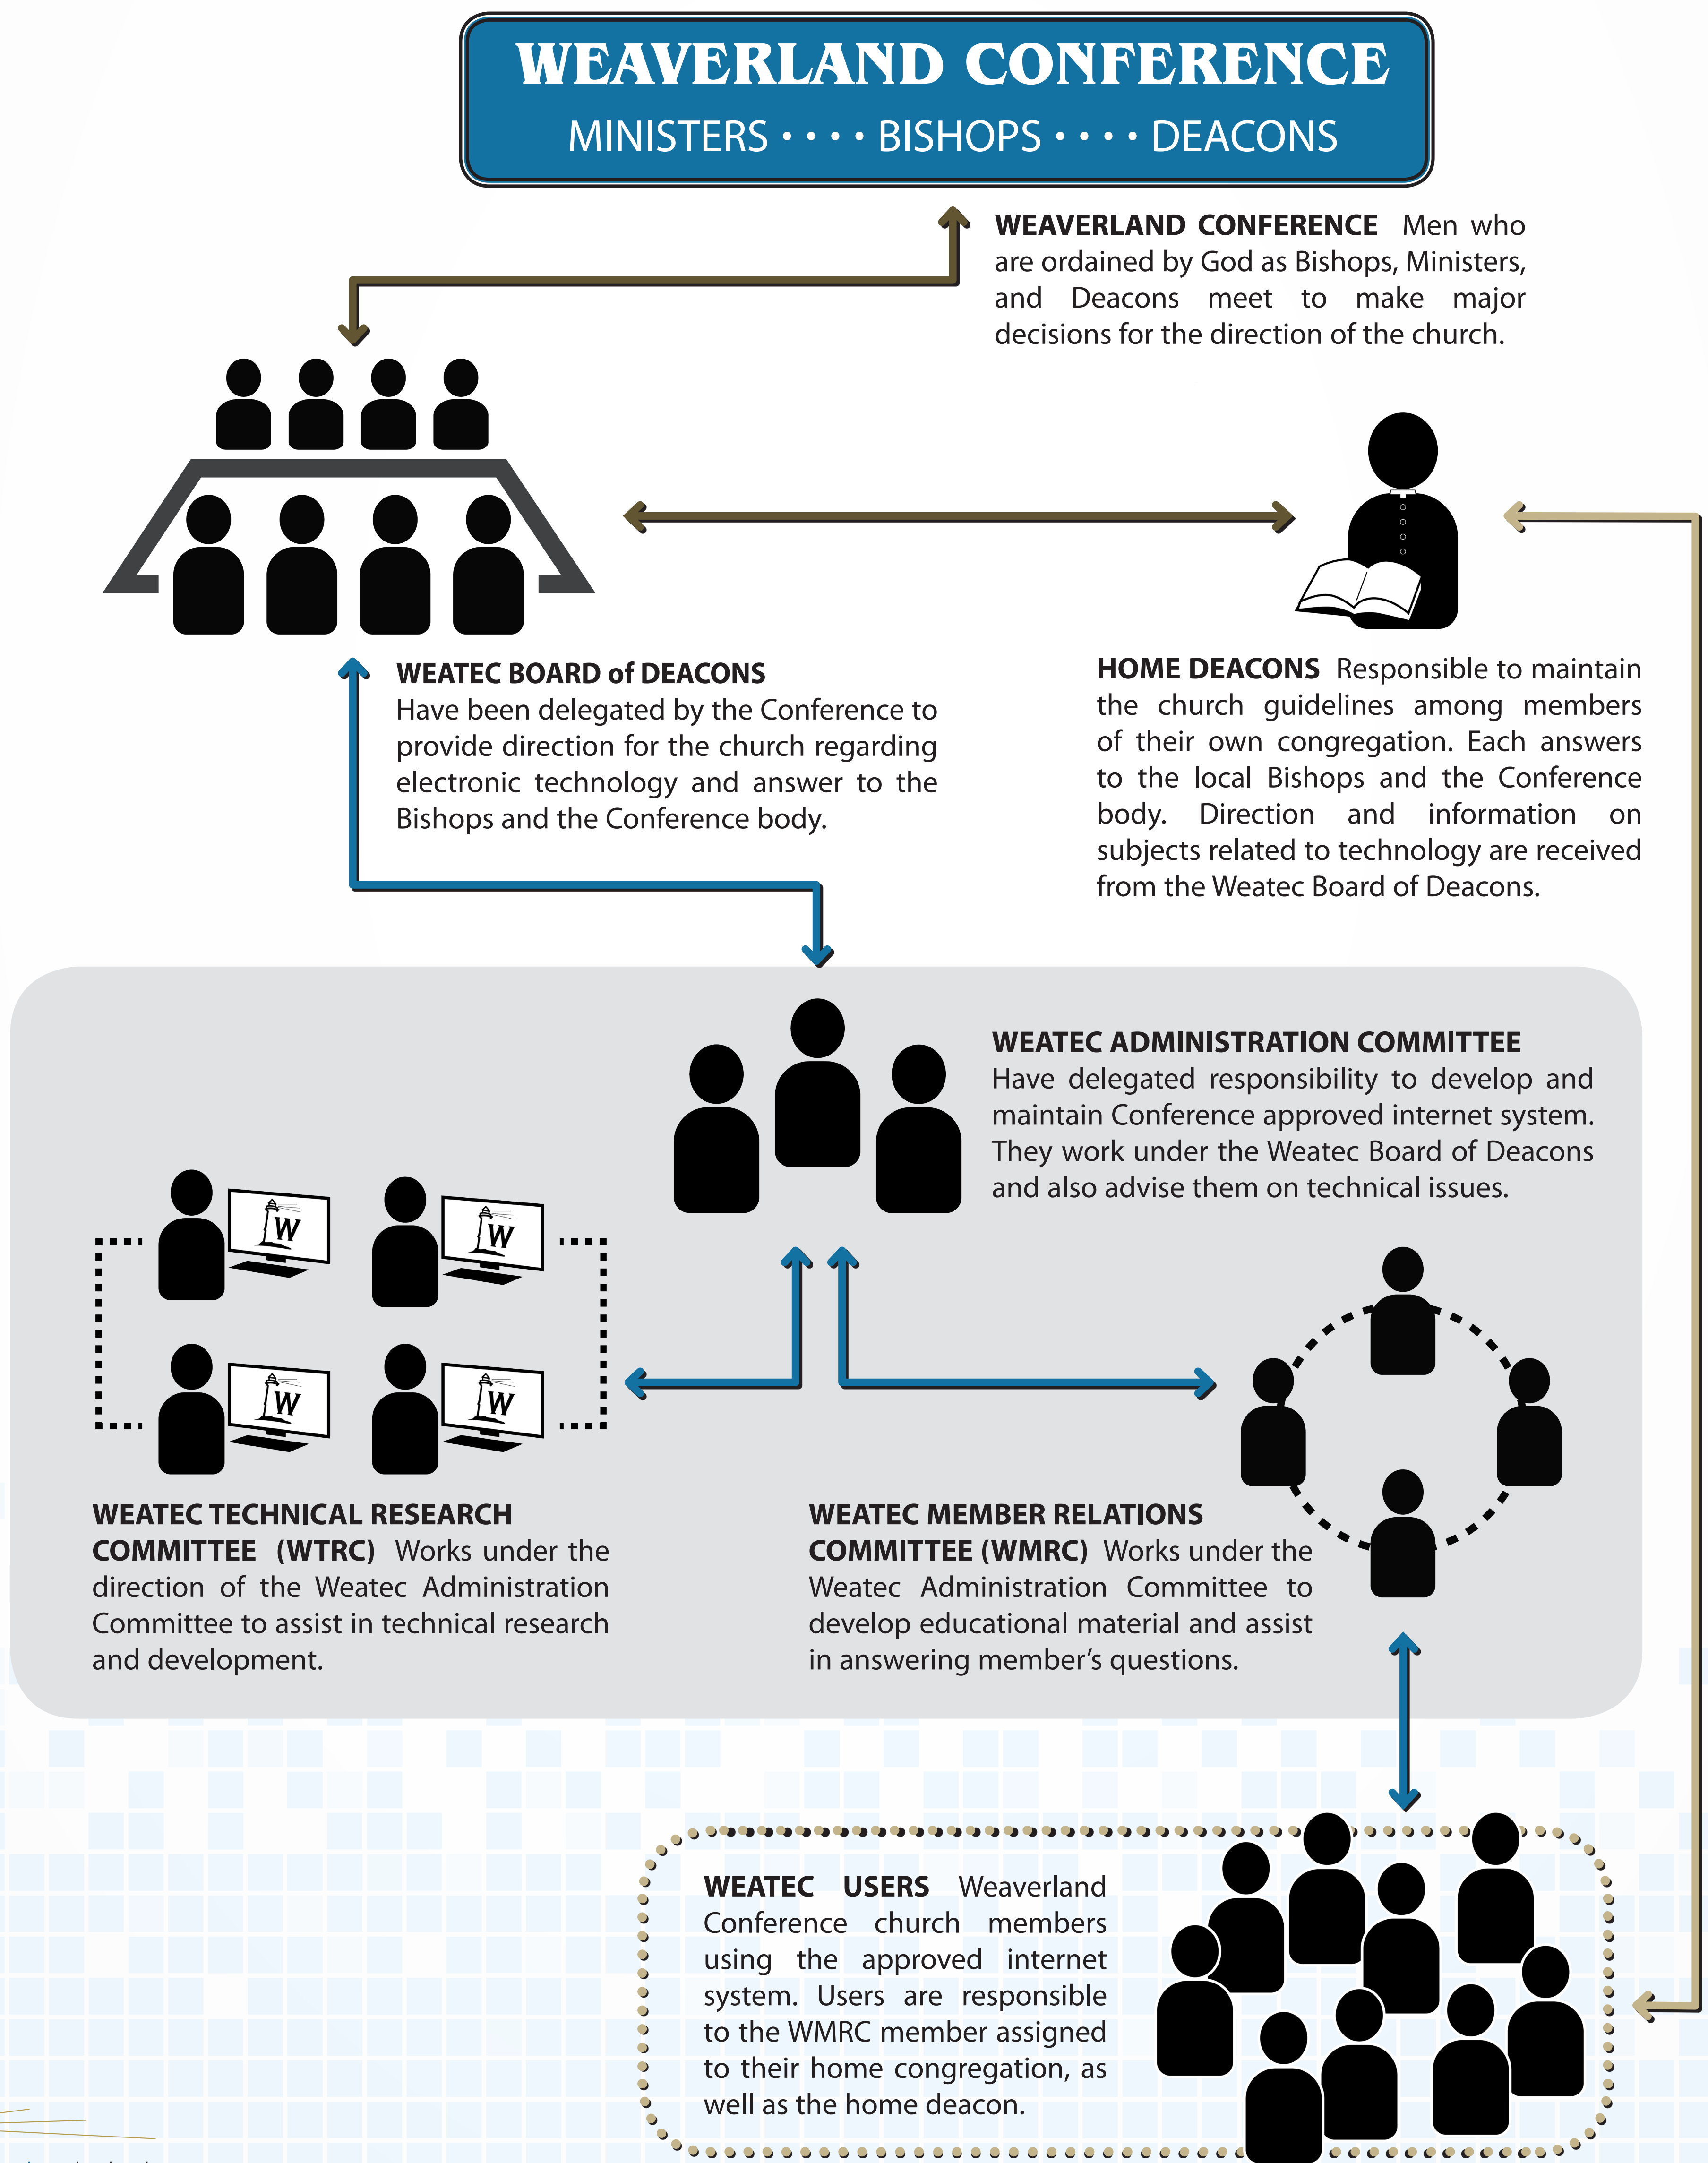 WEAVERLAND CONFERENCE
MINISTERS • • • • BISHOPS • • • • DEACONS
WEAVERLAND CONFERENCE Men who
are ordained by God as Bishops, Ministers,
and Deacons meet to make major
decisions for the direction of the church.
WEATEC BOARD of DEACONS
Have been delegated by the Conference to
provide direction for the church regarding
electronic technology and answer to the
Bishops and the Conference body.
HOME DEACONS Responsible to maintain
the church guidelines among members
of their own congregation. Each answers
to the local Bishops and the Conference
body. Direction and information on
subjects related to technology are received
from the Weatec Board of Deacons.
WEATEC ADMINISTRATION COMMITTEE
Have delegated responsibility to develop and
maintain Conference approved internet system.
They work under the Weatec Board of Deacons
and also advise them on technical issues.
W
W
W
W
WEATEC TECHNICAL RESEARCH
COMMITTEE (WTRC) Works under the
direction of the Weatec Administration
Committee to assist in technical research
and development.
WEATEC MEMBER RELATIONS
COMMITTEE (WMRC) Works under the
Weatec Administration Committee to
develop educational material and assist
in answering member's questions.
WEATEC USERS Weaverland
Conference church members
using the approved internet
system. Users are responsible
to the WMRC member assigned
to their home congregation, as
well as the home deacon.